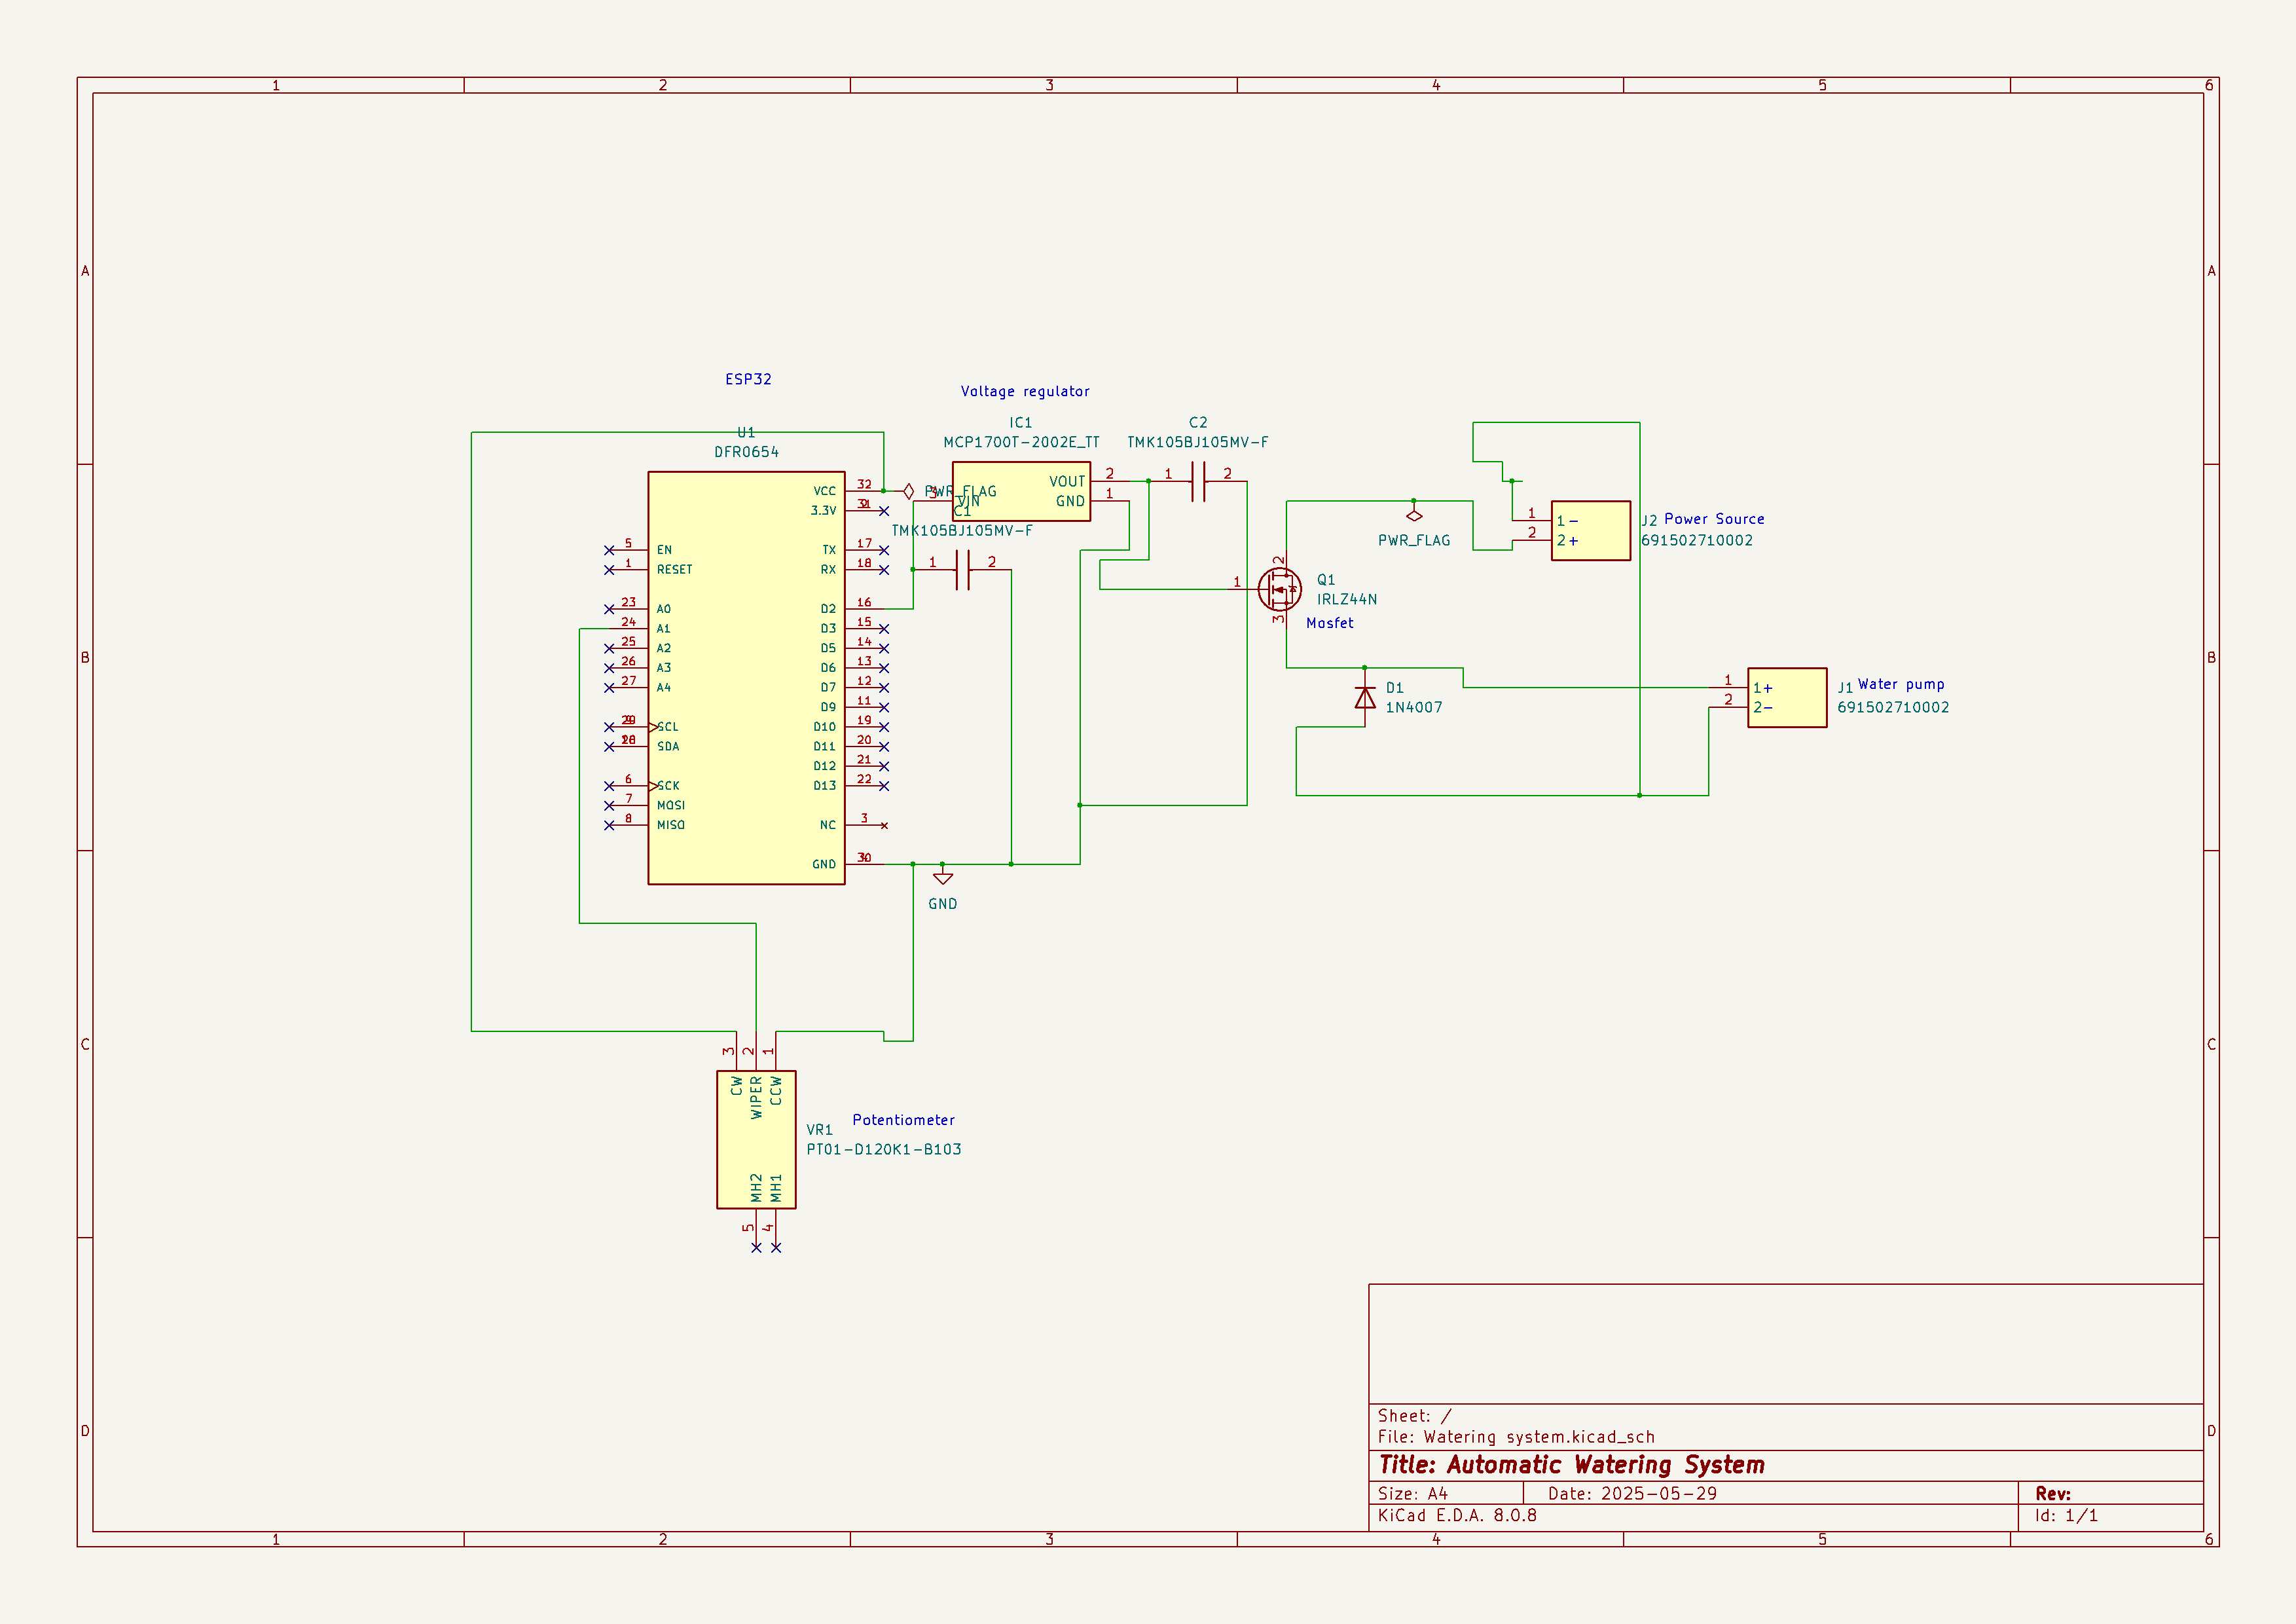 1 2 3 4 5 6
A A
B B
C C
D D
1 2 3 4 5 6
ESP32
U1
DFR0654
VCC 32
3.3V
TX 17
RX 18
D2 16
D3 15
D5 14
D6 13
D7 12
D9 11
D10 19
D11 20
D12 21
D13 22
NC 3
GND
5 EN
1 RESET
23 A0
24 A1
25 A2
26 A3
27 A4
SCL
SDA
6 SCK
7 MOSI
8 MISO
PWR_FLAG
Voltage regulator
IC1
MCP1700T-2002E_TT
3 VIN
VOUT 2
GND 1
C1
TMK105BJ105MV-F
1 2
C2
TMK105BJ105MV-F
1 2
GND
Q1
IRLZ44N
Mosfet
1
2
3
PWR_FLAG
D1
1N4007
1 1-
2 2+
J2 Power Source
691502710002
1 1+
2 2-
J1 Water pump
691502710002
3 2 1
CW WIPER CCW
Potentiometer
VR1
PT01-D120K1-B103
MH2 MH1
5 4
Sheet: /
File: Watering system.kicad_sch
Title: Automatic Watering System
Size: A4 Date: 2025-05-29 Rev:
KiCad E.D.A. 8.0.8 Id: 1/1